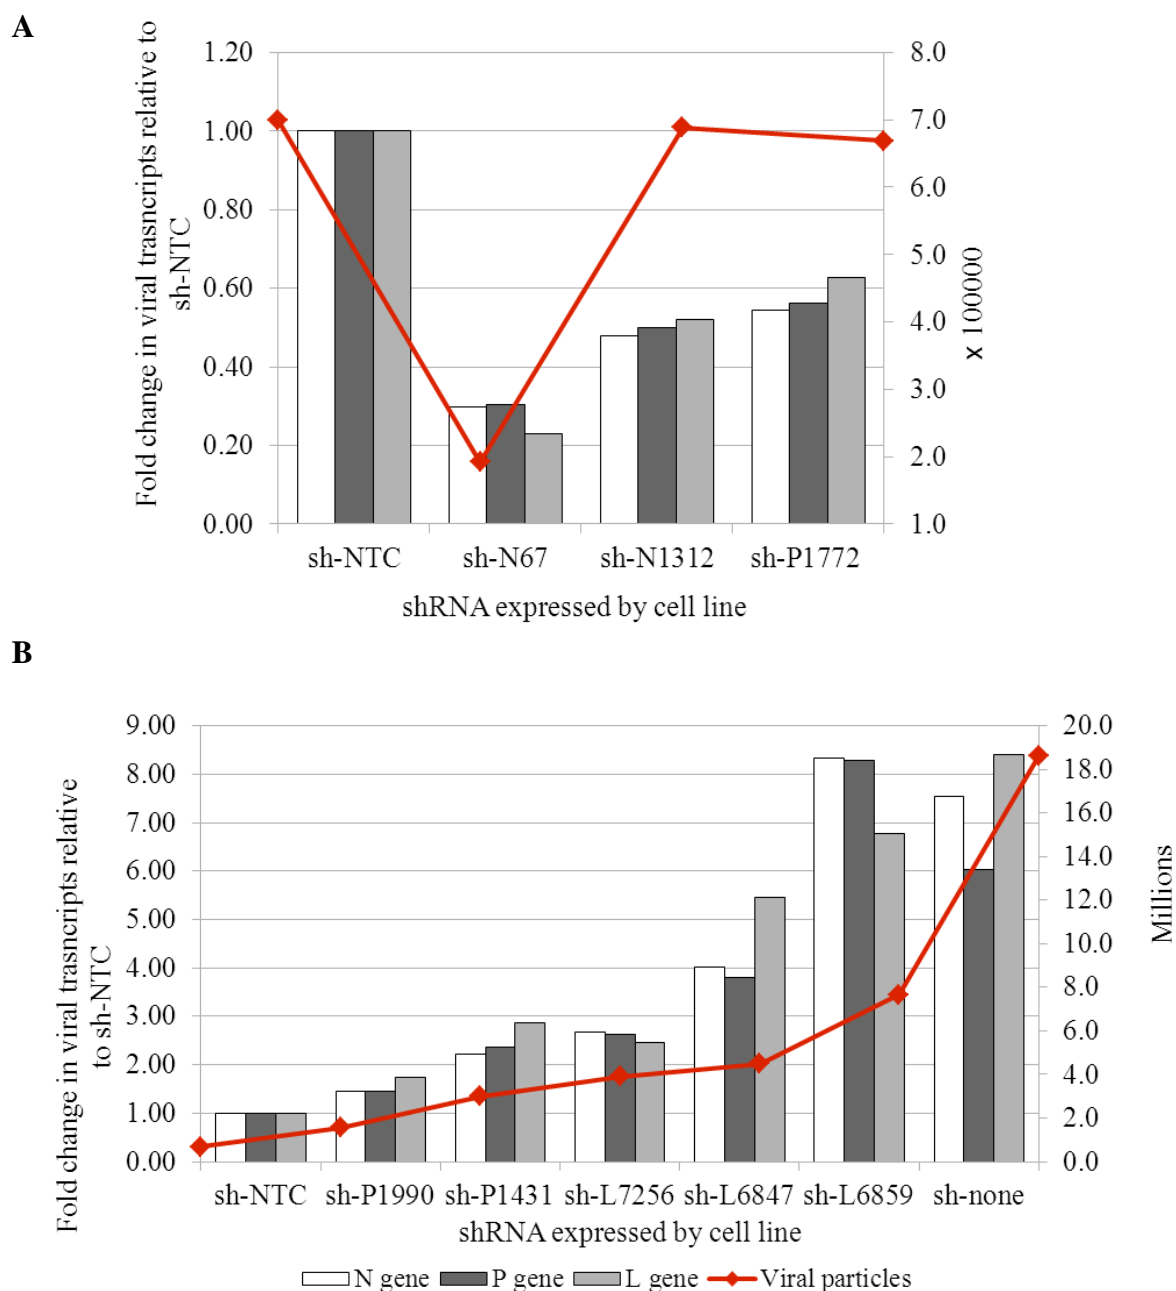 A
Fold change in viral trasncripts relative to
sh-NTC
1.20
1.00
0.80
0.60
0.40
0.20
0.00
8.0
7.0
6.0
5.0
4.0
3.0
2.0
1.0
x 100000
sh-NTC sh-N67 sh-N1312 sh-P1772
shRNA expressed by cell line
B
Fold change in viral trasncripts relative
to sh-NTC
9.00
8.00
7.00
6.00
5.00
4.00
3.00
2.00
1.00
0.00
20.0
18.0
16.0
14.0
12.0
10.0
8.0
6.0
4.0
2.0
0.0
Millions
sh-NTC sh-P1990 sh-P1431 sh-L7256 sh-L6847 sh-L6859 sh-none
shRNA expressed by cell line
N gene P gene L gene Viral particles